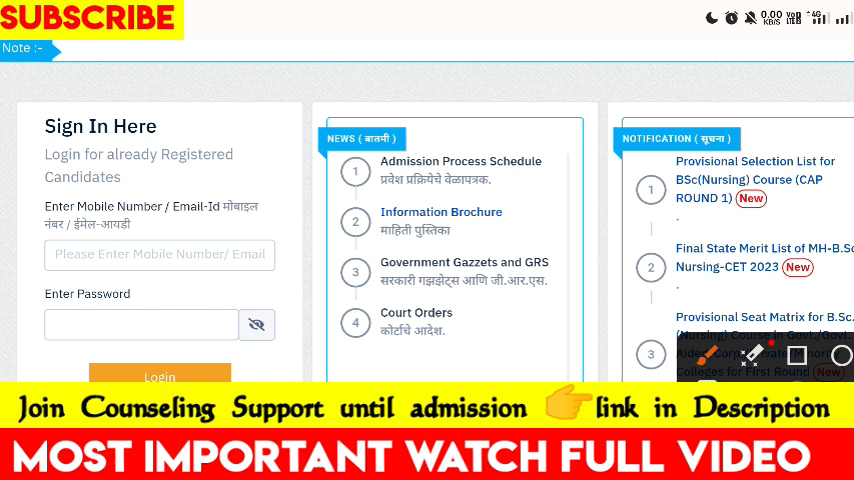 SUBSCRIBE
0.00 KB/S
4G
Note :-
Sign In Here
Login for already Registered
Candidates
Enter Mobile Number / Email-Id मोबाइल
नंबर / ईमेल-आयडी
Please Enter Mobile Number/ Email
Enter Password
Login
NEWS ( बातमी )
1
Admission Process Schedule
प्रवेश प्रक्रियेचे वेळापत्रक.
2
Information Brochure
माहिती पुस्तिका
3
Government Gazzets and GRS
सरकारी गझझेट्स आणि जी.आर.एस.
4
Court Orders
कोर्टाचे आदेश.
NOTIFICATION ( सूचना )
1
Provisional Selection List for
BSc(Nursing) Course (CAP
ROUND 1) New
.
2
Final State Merit List of MH-B.Sc
Nursing-CET 2023 New
.
3
Provisional Seat Matrix for B.Sc.
(Nursing) Course in Govt./Govt.
Colleges for First Round New
Join Counseling Support until admission link in Description
MOST IMPORTANT WATCH FULL VIDEO